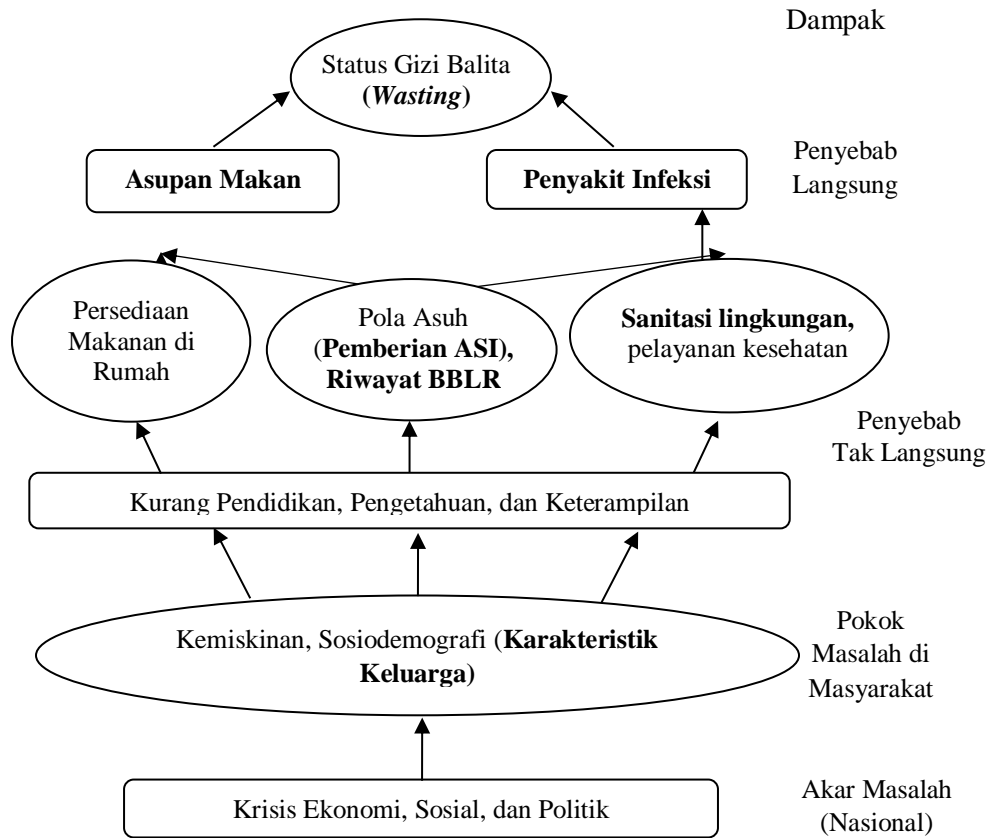 Dampak
Status Gizi Balita
(Wasting)
Asupan Makan
Penyakit Infeksi
Penyebab
Langsung
Persediaan
Makanan di
Rumah
Pola Asuh
(Pemberian ASI),
Riwayat BBLR
Sanitasi lingkungan,
pelayanan kesehatan
Penyebab
Tak Langsung
Kurang Pendidikan, Pengetahuan, dan Keterampilan
Kemiskinan, Sosiodemografi (Karakteristik
Keluarga)
Pokok
Masalah di
Masyarakat
Krisis Ekonomi, Sosial, dan Politik
Akar Masalah
(Nasional)